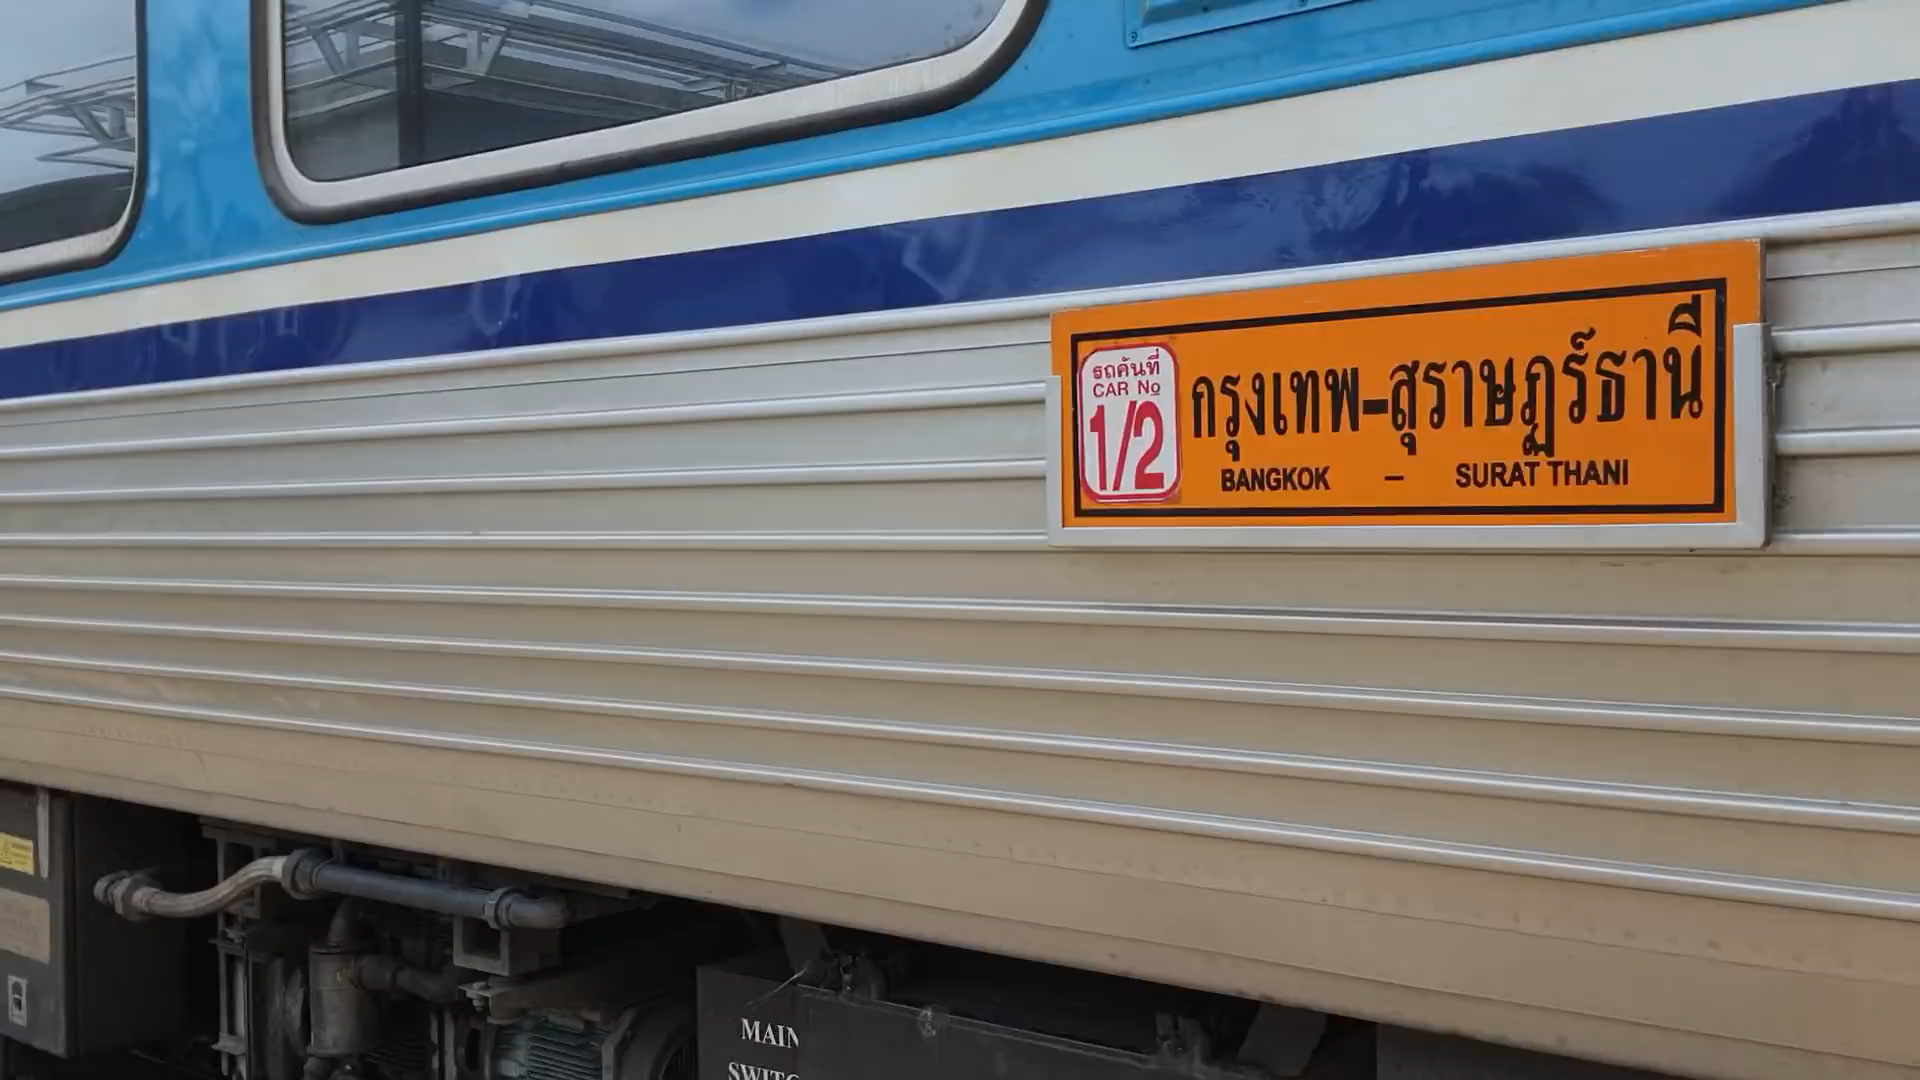 รถคันที่
CAR No
1/2
กรุงเทพ-สุราษฎร์ธานี
BANGKOK – SURAT THANI
MAIN